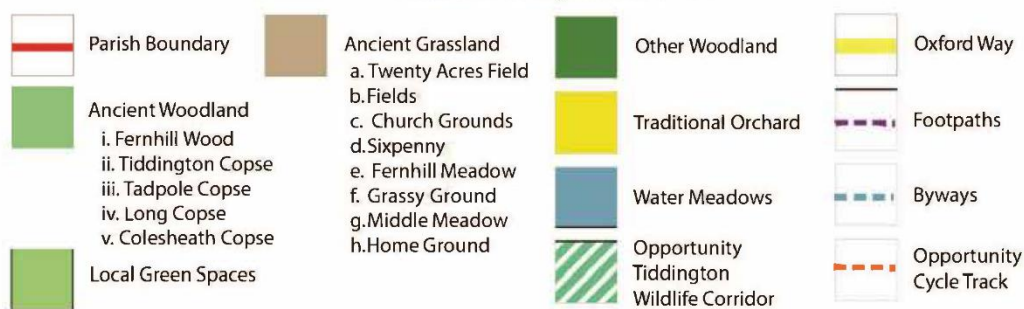 Parish Boundary
Ancient Woodland
i. Fernhill Wood
ii. Tiddington Copse
iii. Tadpole Copse
iv. Long Copse
v. Colesheath Copse
Local Green Spaces
Ancient Grassland
a. Twenty Acres Field
b. Fields
c. Church Grounds
d. Sixpenny
e. Fernhill Meadow
f. Grassy Ground
g. Middle Meadow
h. Home Ground
Other Woodland
Traditional Orchard
Water Meadows
Opportunity
Tiddington
Wildlife Corridor
Oxford Way
Footpaths
Byways
Opportunity
Cycle Track